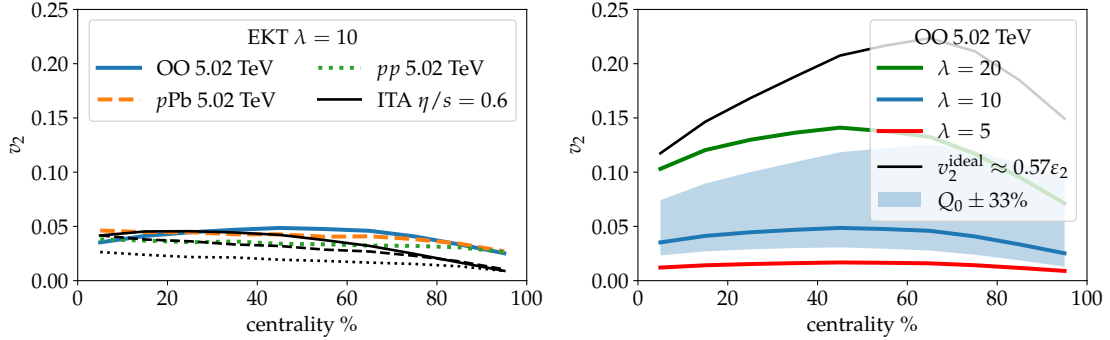 0.25
0.20
0.15
0.10
0.05
0.00
v₂
EKT λ = 10
OO 5.02 TeV
pPb 5.02 TeV
pp 5.02 TeV
ITA η/s = 0.6
0 20 40 60 80 100
centrality %
0.25
0.20
0.15
0.10
0.05
0.00
v₂
OO 5.02 TeV
λ = 20
λ = 10
λ = 5
v₂^ideal ≈ 0.57ε₂
Q₀ ± 33%
0 20 40 60 80 100
centrality %